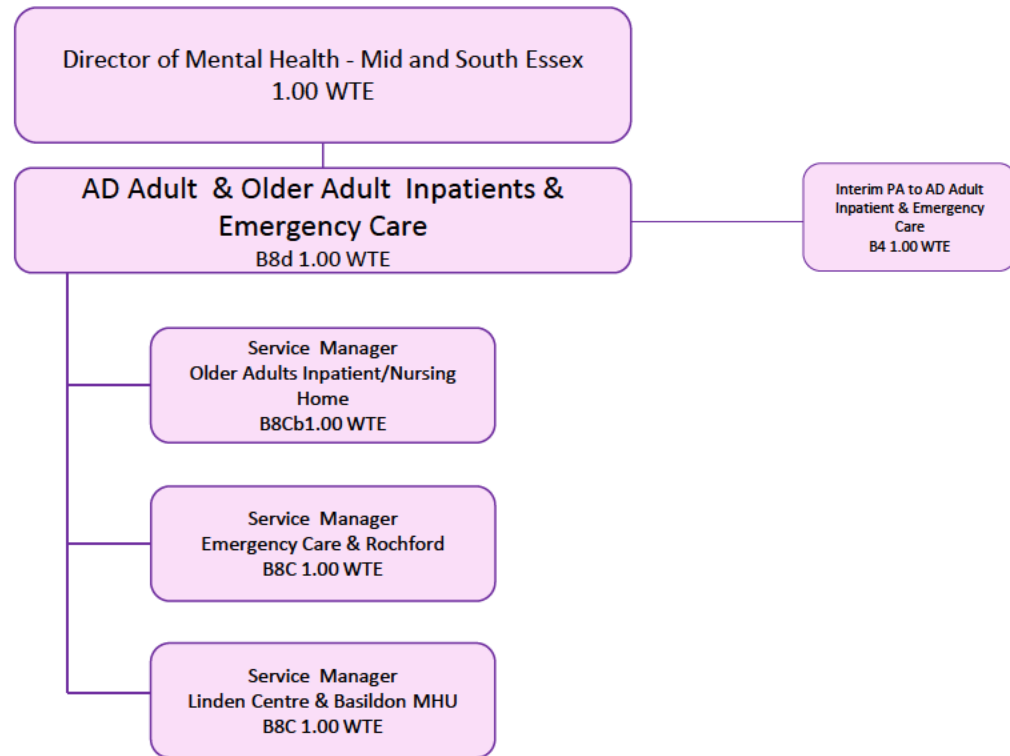 Director of Mental Health - Mid and South Essex
1.00 WTE
AD Adult & Older Adult Inpatients &
Emergency Care
B8d 1.00 WTE
Interim PA to AD Adult
Inpatient & Emergency
Care
B4 1.00 WTE
Service Manager
Older Adults Inpatient/Nursing
Home
B8Cb1.00 WTE
Service Manager
Emergency Care & Rochford
B8C 1.00 WTE
Service Manager
Linden Centre & Basildon MHU
B8C 1.00 WTE